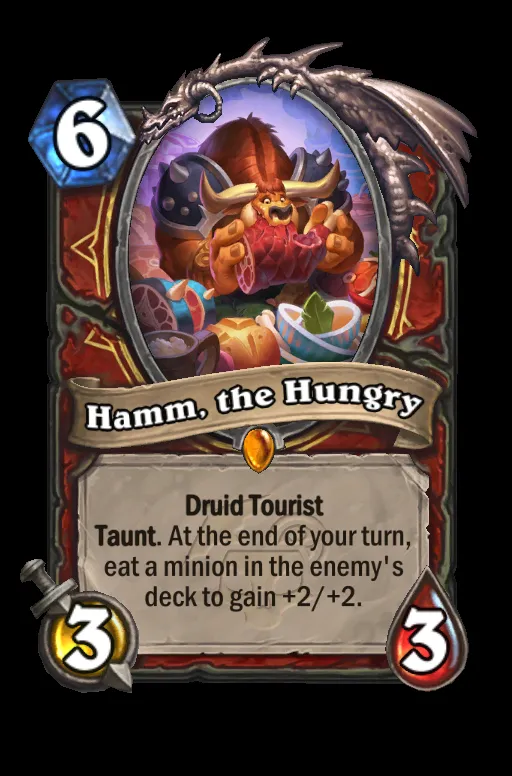 6
Hamm, the Hungry
Druid Tourist
Taunt. At the end of your turn,
eat a minion in the enemy's
deck to gain +2/+2.
3
3